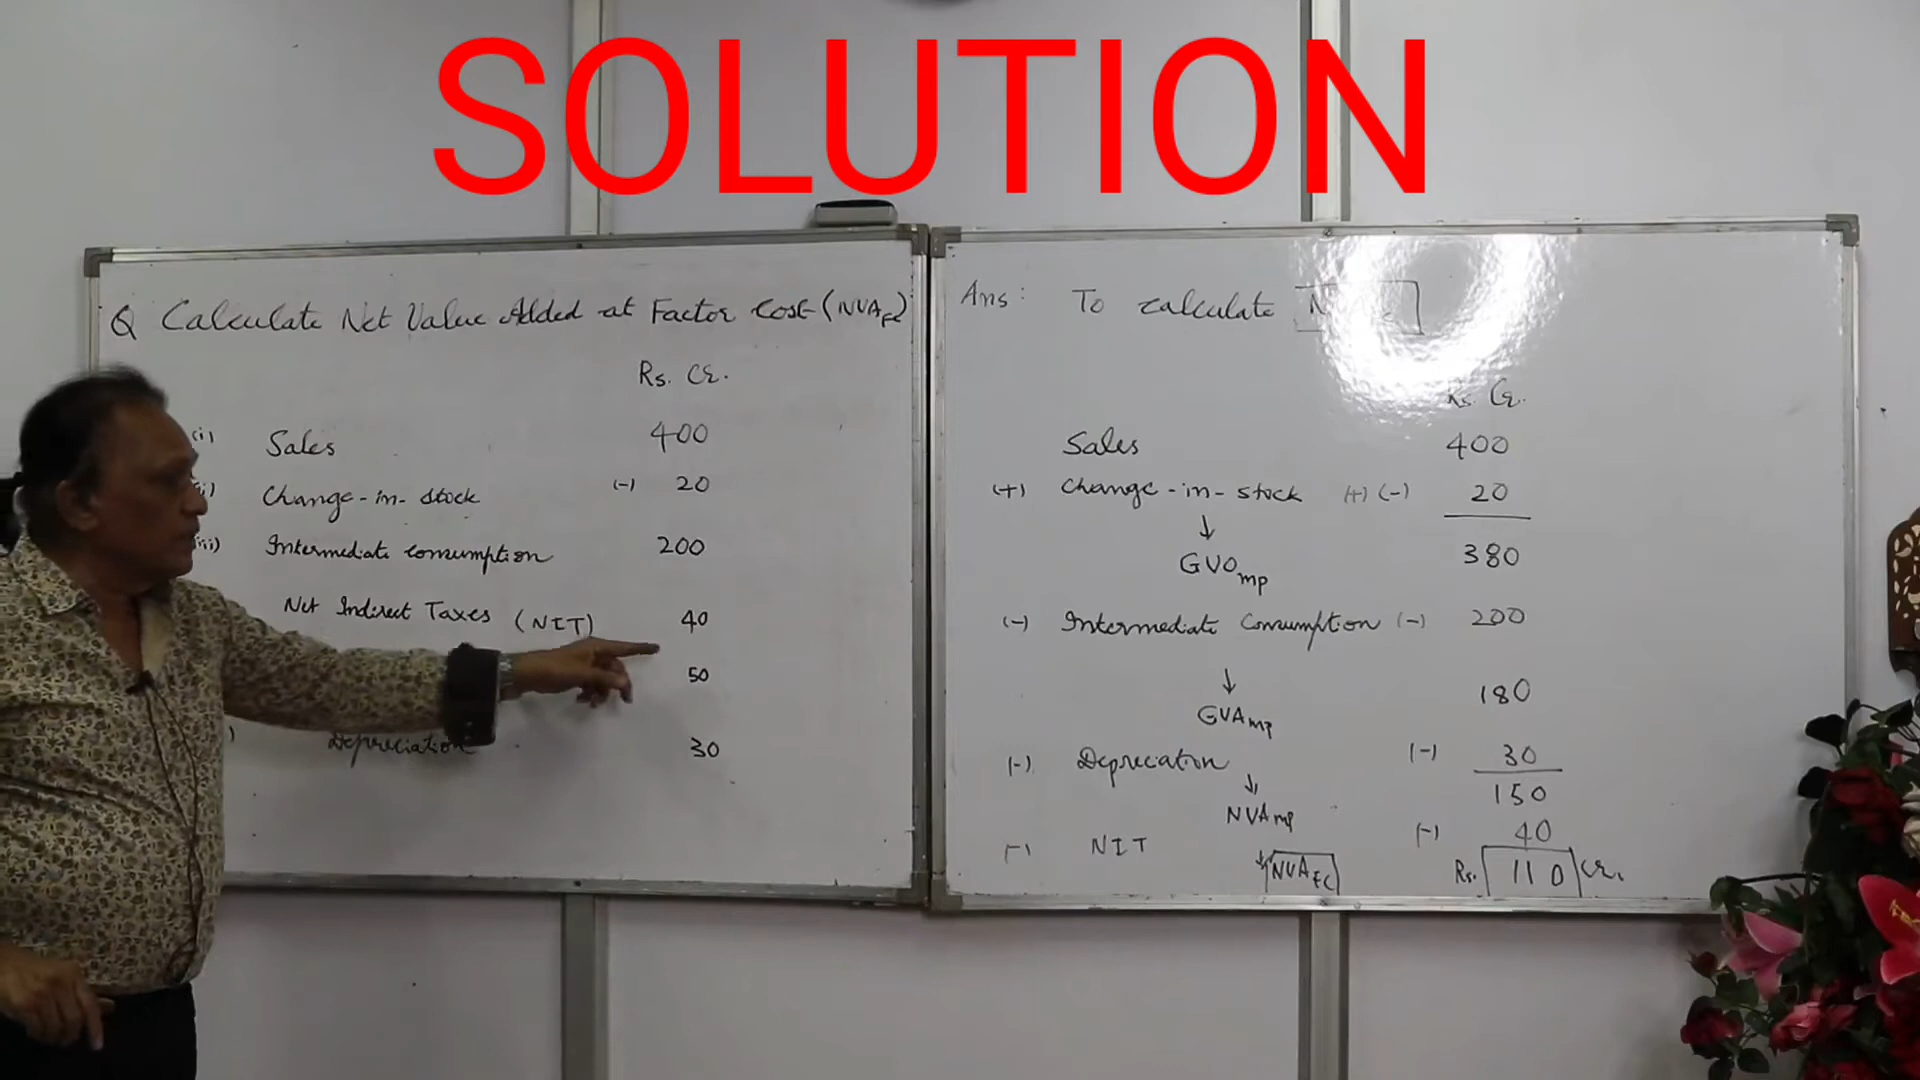 SOLUTION
Q Calculate Net Value Added at Factor Cost (NVAFC)
Rs. Cr.
(i) Sales 400
Change-in-stock (-) 20
Intermediate consumption 200
Net Indirect Taxes (NIT) 40
50
Depreciation 30
Ans: To calculate
Rs. Cr.
Sales 400
(+) Change-in-stock (+) (-) 20
↓
GVOmp 380
(-) Intermediate Consumption (-) 200
↓
GVAmp 180
(-) Depreciation (-) 30
↓ 150
NVAmp
(-) NIT (-) 40
↓ NVAFC Rs. 110 Cr.